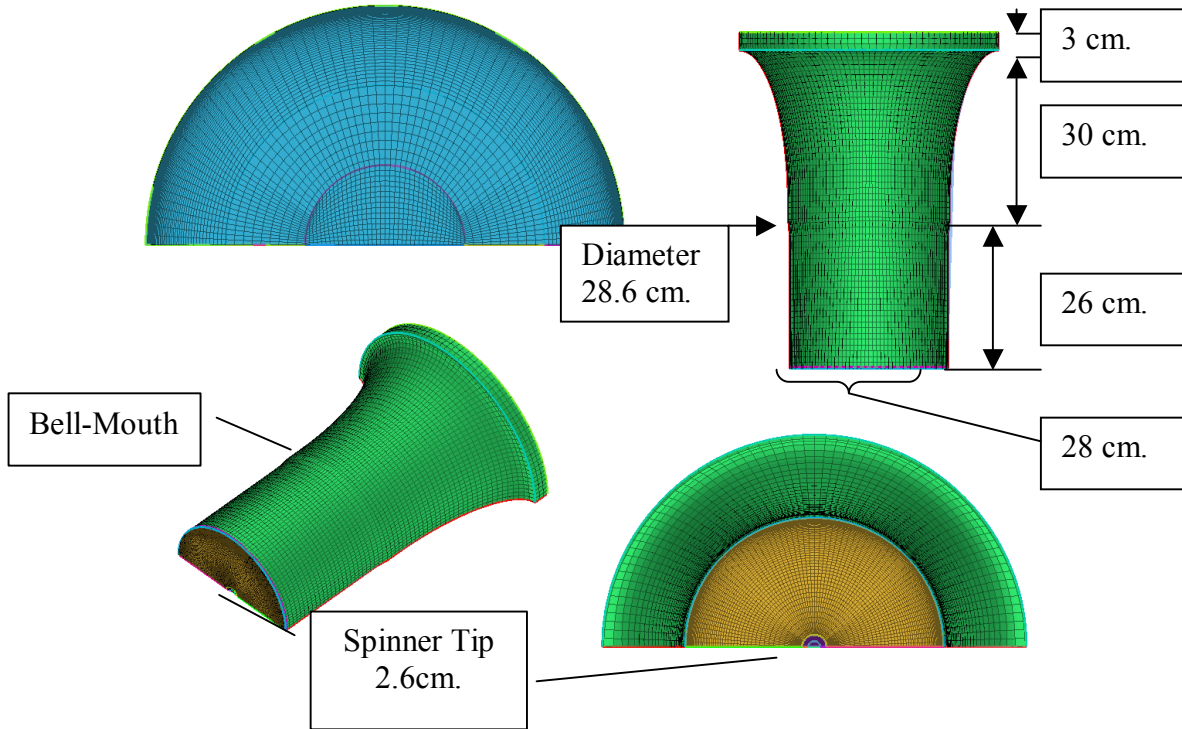 3 cm.
30 cm.
Diameter
28.6 cm.
26 cm.
Bell-Mouth
28 cm.
Spinner Tip
2.6cm.